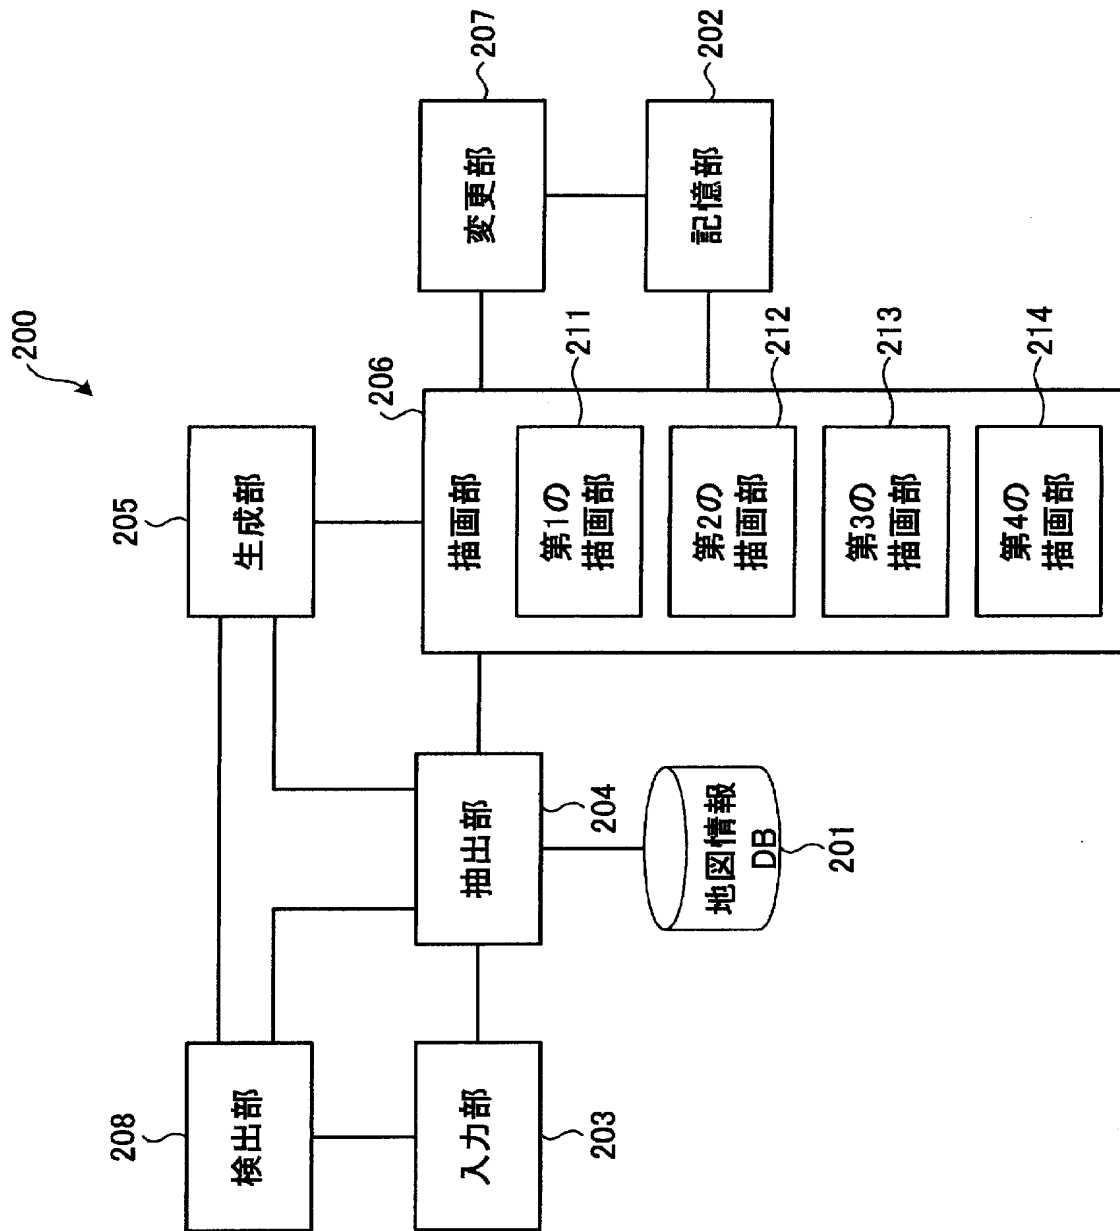 200
208
検出部
205
生成部
入力部
203
抽出部
204
地図情報
DB
201
206
描画部
第1の
描画部
211
第2の
描画部
212
第3の
描画部
213
第4の
描画部
214
変更部
207
記憶部
202